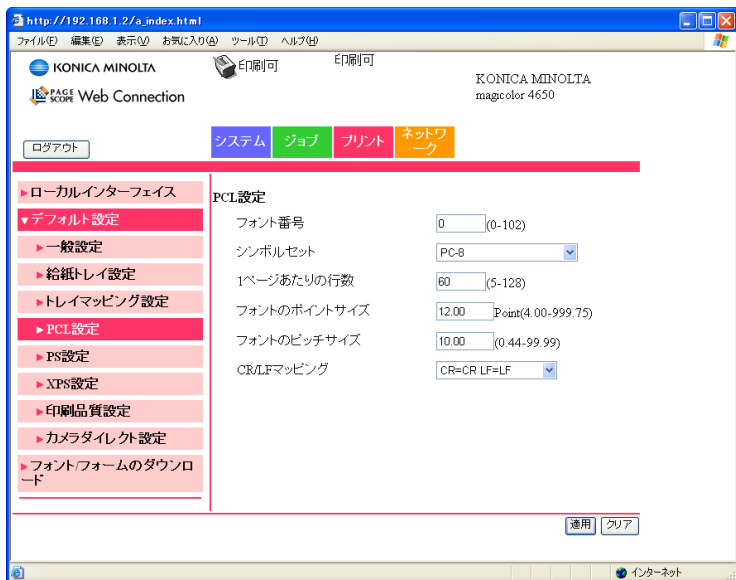 http://192.168.1.2/a_index.html
ファイル(F) 編集(E) 表示(V) お気に入り(A) ツール(T) ヘルプ(H)
KONICA MINOLTA
印刷可
印刷可
KONICA MINOLTA
magicolor 4650
PAGE SCOPE Web Connection
ログアウト
システム
ジョブ
プリント
ネットワ
ーク
ローカルインターフェイス
デフォルト設定
一般設定
給紙トレイ設定
トレイマッピング設定
PCL設定
PS設定
XPS設定
印刷品質設定
カメラダイレクト設定
フォント/フォームのダウンロ
ード
PCL設定
フォント番号 0 (0-102)
シンボルセット PC-8
1ページあたりの行数 60 (5-128)
フォントのポイントサイズ 12.00 Point(4.00-999.75)
フォントのピッチサイズ 10.00 (0.44-99.99)
CR/LFマッピング CR=CR LF=LF
適用 クリア
インターネット